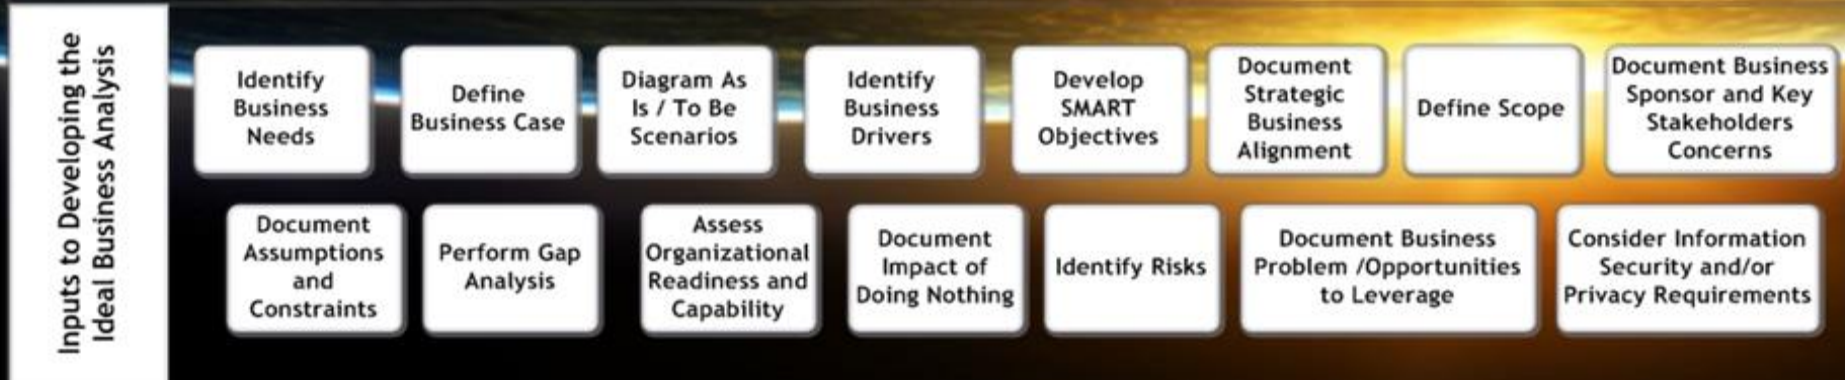 Inputs to Developing the
Ideal Business Analysis
Identify
Business
Needs
Define
Business Case
Diagram As
Is / To Be
Scenarios
Identify
Business
Drivers
Develop
SMART
Objectives
Document
Strategic
Business
Alignment
Define Scope
Document Business
Sponsor and Key
Stakeholders
Concerns
Document
Assumptions
and
Constraints
Perform Gap
Analysis
Assess
Organizational
Readiness and
Capability
Document
Impact of
Doing Nothing
Identify Risks
Document Business
Problem /Opportunities
to Leverage
Consider Information
Security and/or
Privacy Requirements